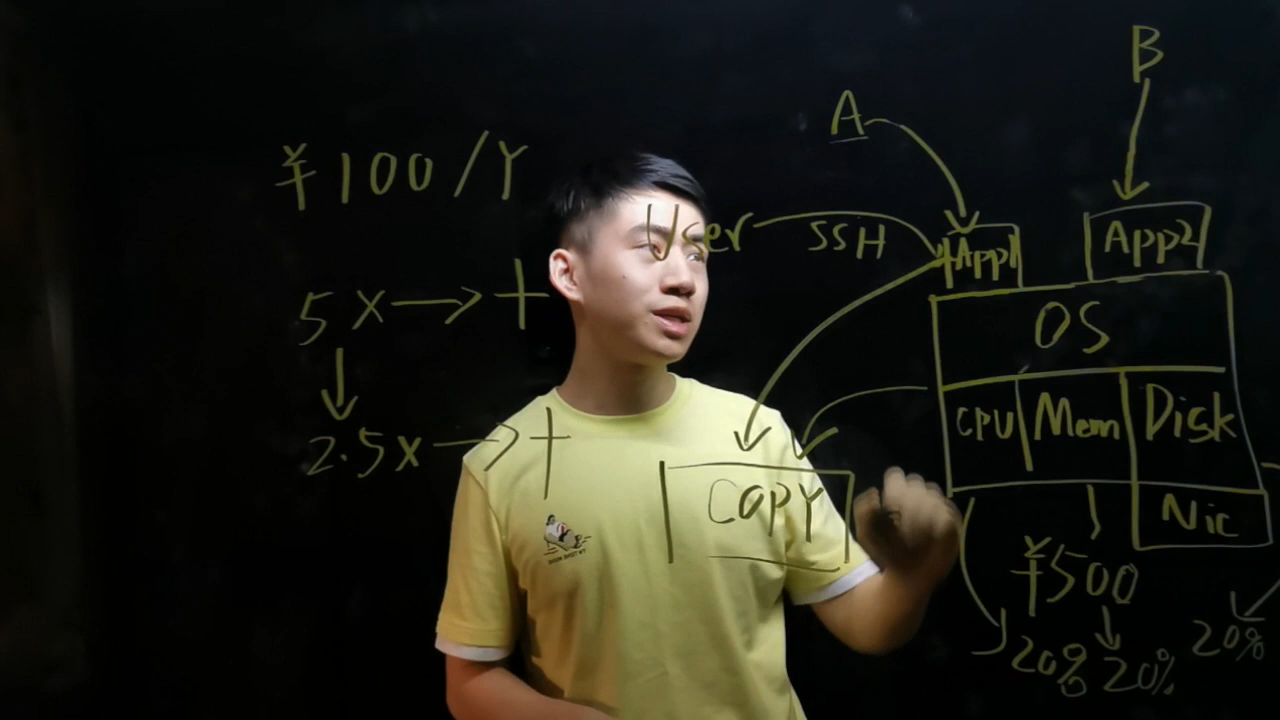 B
A
¥100/Y
User SSH App1 App2
5x → +
OS
CPU Mem Disk
2.5x → +
COPY
Nic
¥500
20% 20% 20%